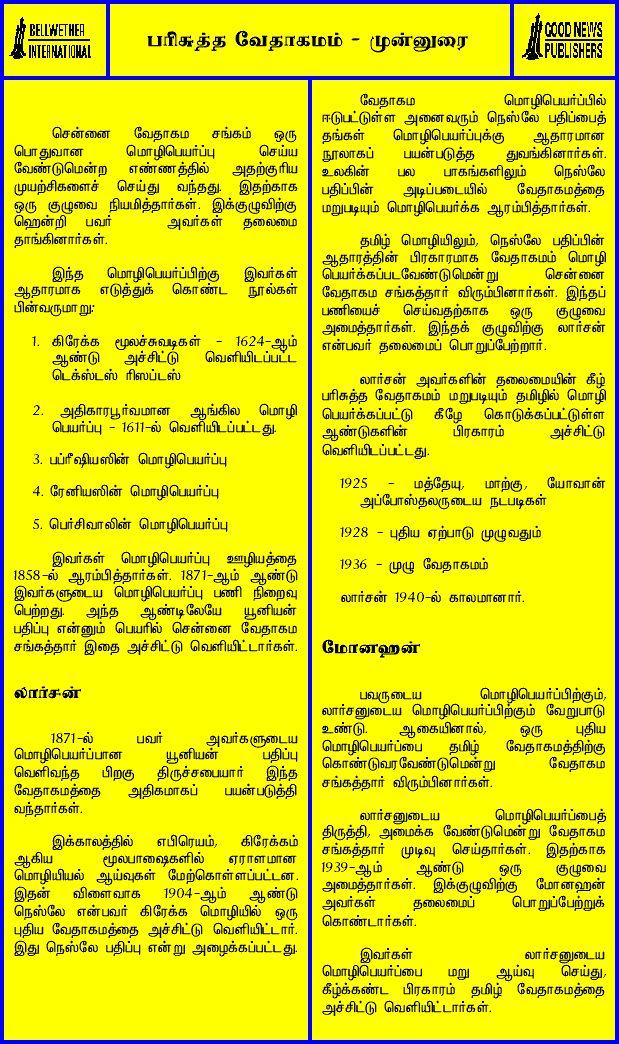 BELLWETHER
INTERNATIONAL
பரிசுத்த வேதாகமம் - முன்னுரை
GOOD NEWS
PUBLISHERS
சென்னை வேதாகம சங்கம் ஒரு
பொதுவான மொழிபெயர்ப்பு செய்ய
வேண்டுமென்ற எண்ணத்தில் அதற்குரிய
முயற்சிகளைச் செய்து வந்தது. இதற்காக
ஒரு குழுவை நியமித்தார்கள். இக்குழுவிற்கு
ஹென்றி பவர் அவர்கள் தலைமை
தாங்கினார்கள்.
இந்த மொழிபெயர்ப்பிற்கு இவர்கள்
ஆதாரமாக எடுத்துக் கொண்ட நூல்கள்
பின்வருமாறு:
1. கிரேக்க மூலச்சுவடிகள் - 1624-ஆம்
ஆண்டு அச்சிட்டு வெளியிடப்பட்ட
டெக்ஸ்டஸ் ரிஸப்டஸ்
2. அதிகாரபூர்வமான ஆங்கில மொழி
பெயர்ப்பு - 1611-ல் வெளியிடப்பட்டது.
3. பப்ரீஷியஸின் மொழிபெயர்ப்பு
4. ரேனியஸின் மொழிபெயர்ப்பு
5. பெர்சிவாலின் மொழிபெயர்ப்பு
இவர்கள் மொழிபெயர்ப்பு ஊழியத்தை
1858-ல் ஆரம்பித்தார்கள். 1871-ஆம் ஆண்டு
இவர்களுடைய மொழிபெயர்ப்பு பணி நிறைவு
பெற்றது. அந்த ஆண்டிலேயே யூனியன்
பதிப்பு என்னும் பெயரில் சென்னை வேதாகம
சங்கத்தார் இதை அச்சிட்டு வெளியிட்டார்கள்.
லார்சன்
1871-ல் பவர் அவர்களுடைய
மொழிபெயர்ப்பான யூனியன் பதிப்பு
வெளிவந்த பிறகு திருச்சபையார் இந்த
வேதாகமத்தை அதிகமாகப் பயன்படுத்தி
வந்தார்கள்.
இக்காலத்தில் எபிரெயம், கிரேக்கம்
ஆகிய மூலபாஷைகளில் ஏராளமான
மொழியியல் ஆய்வுகள் மேற்கொள்ளப்பட்டன.
இதன் விளைவாக 1904-ஆம் ஆண்டு
நெஸ்லே என்பவர் கிரேக்க மொழியில் ஒரு
புதிய வேதாகமத்தை அச்சிட்டு வெளியிட்டார்.
இது நெஸ்லே பதிப்பு என்று அழைக்கப்பட்டது.
வேதாகம மொழிபெயர்ப்பில்
ஈடுபட்டுள்ள அனைவரும் நெஸ்லே பதிப்பைத்
தங்கள் மொழிபெயர்ப்புக்கு ஆதாரமான
நூலாகப் பயன்படுத்த துவங்கினார்கள்.
உலகின் பல பாகங்களிலும் நெஸ்லே
பதிப்பின் அடிப்படையில் வேதாகமத்தை
மறுபடியும் மொழிபெயர்க்க ஆரம்பித்தார்கள்.
தமிழ் மொழியிலும், நெஸ்லே பதிப்பின்
ஆதாரத்தின் பிரகாரமாக வேதாகமம் மொழி
பெயர்க்கப்படவேண்டுமென்று சென்னை
வேதாகம சங்கத்தார் விரும்பினார்கள். இந்தப்
பணியைச் செய்வதற்காக ஒரு குழுவை
அமைத்தார்கள். இந்தக் குழுவிற்கு லார்சன்
என்பவர் தலைமைப் பொறுப்பேற்றார்.
லார்சன் அவர்களின் தலைமையின் கீழ்
பரிசுத்த வேதாகமம் மறுபடியும் தமிழில் மொழி
பெயர்க்கப்பட்டு கீழே கொடுக்கப்பட்டுள்ள
ஆண்டுகளின் பிரகாரம் அச்சிட்டு
வெளியிடப்பட்டது.
1925 - மத்தேயு, மாற்கு, யோவான்
அப்போஸ்தலருடைய நடபடிகள்
1928 - புதிய ஏற்பாடு முழுவதும்
1936 - முழு வேதாகமம்
லார்சன் 1940-ல் காலமானார்.
மோனஹன்
பவருடைய மொழிபெயர்ப்பிற்கும்,
லார்சனுடைய மொழிபெயர்ப்பிற்கும் வேறுபாடு
உண்டு. ஆகையினால், ஒரு புதிய
மொழிபெயர்ப்பை தமிழ் வேதாகமத்திற்கு
கொண்டுவரவேண்டுமென்று வேதாகம
சங்கத்தார் விரும்பினார்கள்.
லார்சனுடைய மொழிபெயர்ப்பைத்
திருத்தி, அமைக்க வேண்டுமென்று வேதாகம
சங்கத்தார் முடிவு செய்தார்கள். இதற்காக
1939-ஆம் ஆண்டு ஒரு குழுவை
அமைத்தார்கள். இக்குழுவிற்கு மோனஹன்
அவர்கள் தலைமைப் பொறுப்பேற்றுக்
கொண்டார்கள்.
இவர்கள் லார்சனுடைய
மொழிபெயர்ப்பை மறு ஆய்வு செய்து,
கீழ்க்கண்ட பிரகாரம் தமிழ் வேதாகமத்தை
அச்சிட்டு வெளியிட்டார்கள்.